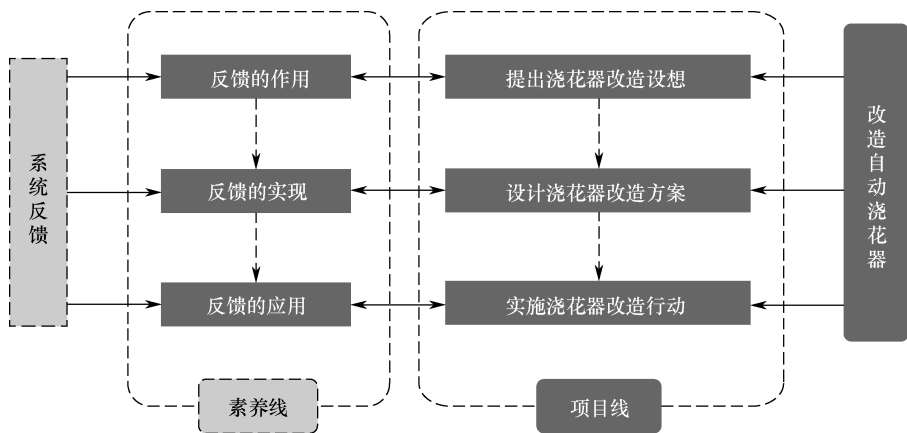 系统反馈
反馈的作用
反馈的实现
反馈的应用
素养线
提出浇花器改造设想
设计浇花器改造方案
实施浇花器改造行动
项目线
改造自动浇花器